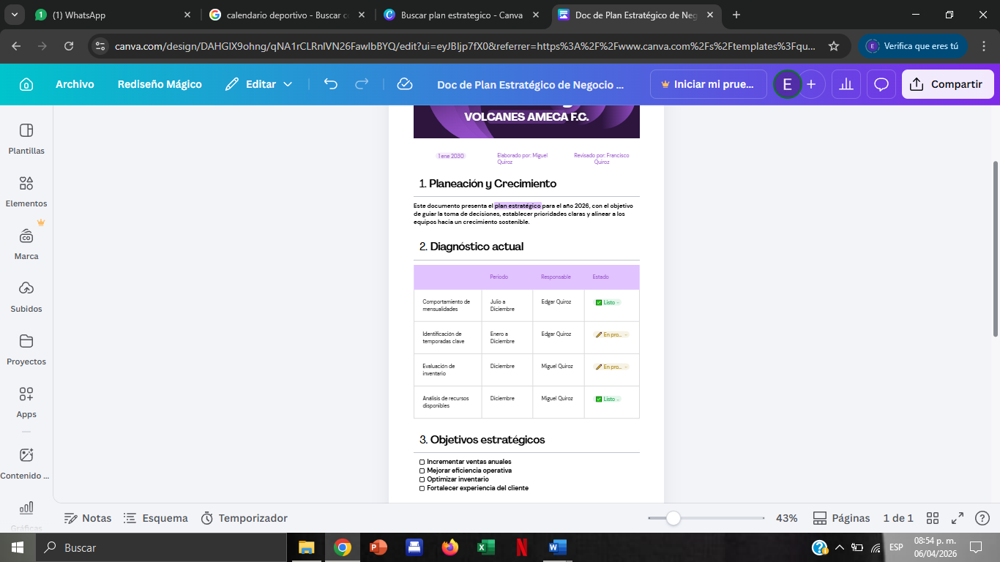 (1) WhatsApp
calendario deportivo - Buscar c
Buscar plan estrategico - Canva
Doc de Plan Estratégico de Neg
canva.com/design/DAHGIX9ohng/qNA1rCLRnlVN26FawlbBYQ/edit?ui=eyJBIjp7fX0&referrer=https%3A%2F%2Fwww.canva.com%2Fs%2Ftemplates%3Fqu...
E
Verifica que eres tú
Archivo
Rediseño Mágico
Editar
Doc de Plan Estratégico de Negocio ...
Iniciar mi prue...
E
Compartir
Plantillas
Elementos
Marca
Subidos
Proyectos
Apps
Contenido ...
Gráficas
VOLCANES AMECA F.C.
1 ene 2030
Elaborado por: Miguel
Quiroz
Revisado por: Francisco
Quiroz
1. Planeación y Crecimiento
Este documento presenta el plan estratégico para el año 2026, con el objetivo
de guiar la toma de decisiones, establecer prioridades claras y alinear a los
equipos hacia un crecimiento sostenible.
2. Diagnóstico actual
Periodo Responsable Estado
Comportamiento de
mensualidades
Julio a
Diciembre
Edgar Quiroz
Listo
Identificación de
temporadas clave
Enero a
Diciembre
Edgar Quiroz
En pro...
Evaluación de
inventario
Diciembre
Miguel Quiroz
En pro...
Análisis de recursos
disponibles
Diciembre
Miguel Quiroz
Listo
3. Objetivos estratégicos
Incrementar ventas anuales
Mejorar eficiencia operativa
Optimizar inventario
Fortalecer experiencia del cliente
Notas
Esquema
Temporizador
43%
Páginas
1 de 1
Buscar
ESP
08:54 p. m.
06/04/2026